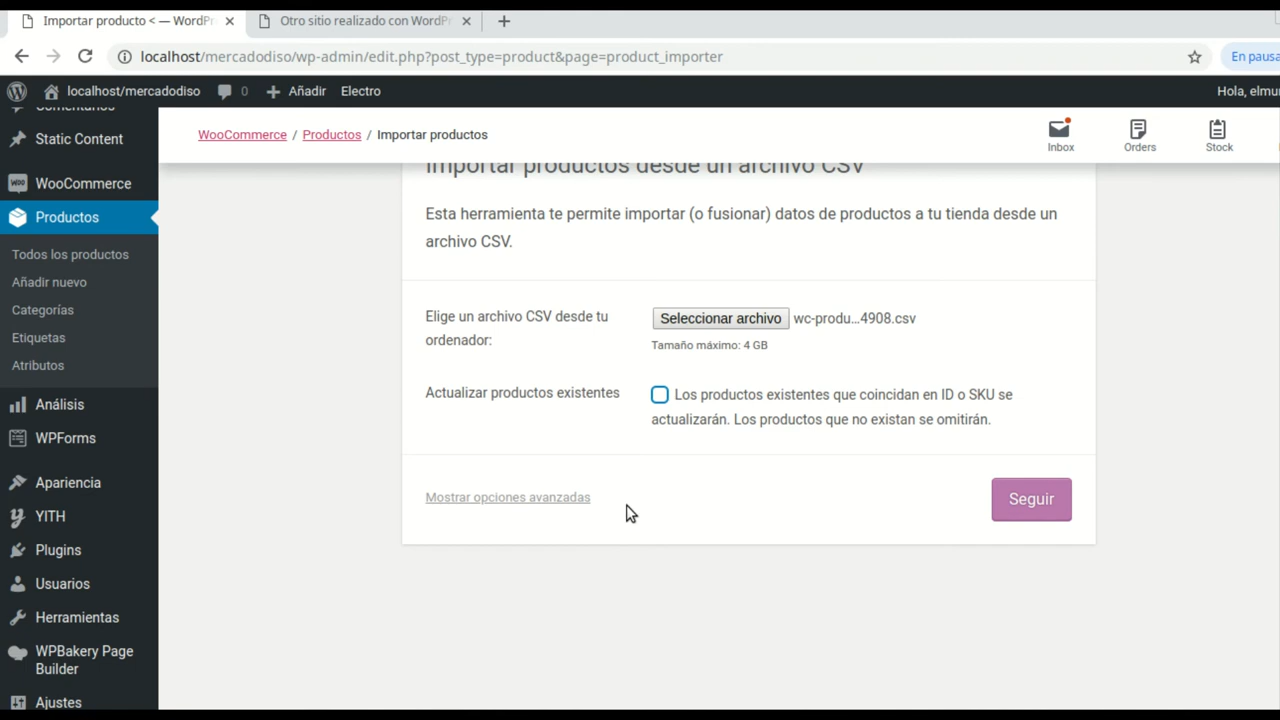 Importar producto < — WordPr
Otro sitio realizado con WordPr
localhost/mercadodiso/wp-admin/edit.php?post_type=product&page=product_importer
En pausa
localhost/mercadodiso
0
Añadir
Electro
Hola, elmu
Comentarios
Static Content
WooCommerce
Productos
Todos los productos
Añadir nuevo
Categorías
Etiquetas
Atributos
Análisis
WPForms
Apariencia
YITH
Plugins
Usuarios
Herramientas
WPBakery Page
Builder
Ajustes
WooCommerce / Productos / Importar productos
Inbox
Orders
Stock
Importar productos desde un archivo CSV
Esta herramienta te permite importar (o fusionar) datos de productos a tu tienda desde un
archivo CSV.
Elige un archivo CSV desde tu
ordenador:
Seleccionar archivo wc-produ…4908.csv
Tamaño máximo: 4 GB
Actualizar productos existentes
Los productos existentes que coincidan en ID o SKU se
actualizarán. Los productos que no existan se omitirán.
Mostrar opciones avanzadas
Seguir